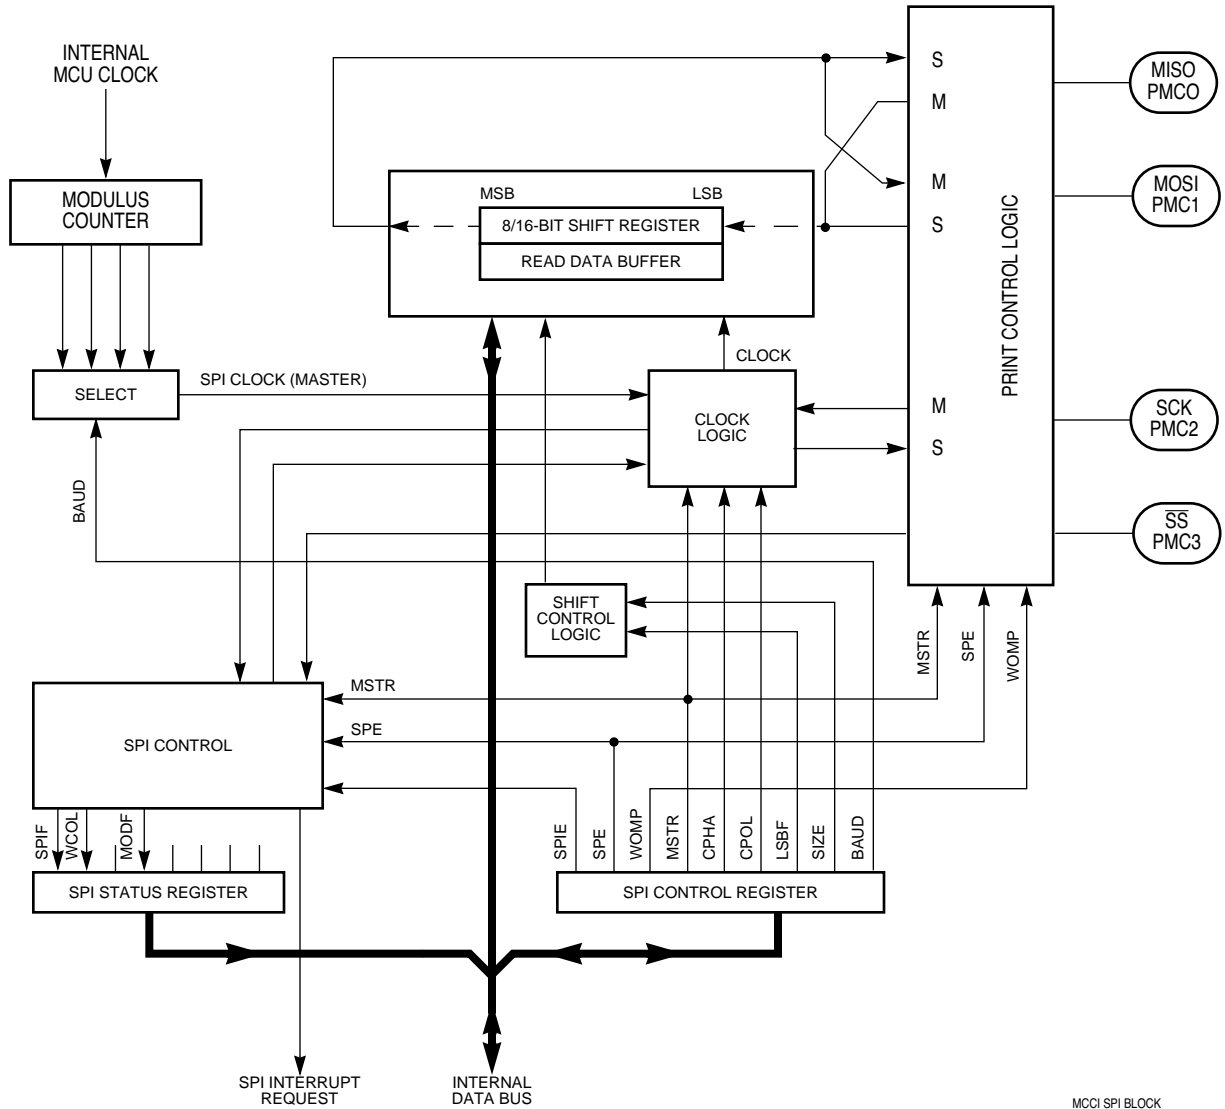 INTERNAL
MCU CLOCK
MODULUS
COUNTER
SELECT
BAUD
SPI CLOCK (MASTER)
MSB
LSB
8/16-BIT SHIFT REGISTER
READ DATA BUFFER
CLOCK
CLOCK
LOGIC
S
M
M
S
M
S
PRINT CONTROL LOGIC
MISO
PMCO
MOSI
PMC1
SCK
PMC2
SS
PMC3
SHIFT
CONTROL
LOGIC
MSTR
SPE
WOMP
MSTR
SPE
SPI CONTROL
SPIF
WCOL
MODF
SPI STATUS REGISTER
SPIE
SPE
WOMP
MSTR
CPHA
CPOL
LSBF
SIZE
BAUD
SPI CONTROL REGISTER
SPI INTERRUPT
REQUEST
INTERNAL
DATA BUS
MCCI SPI BLOCK